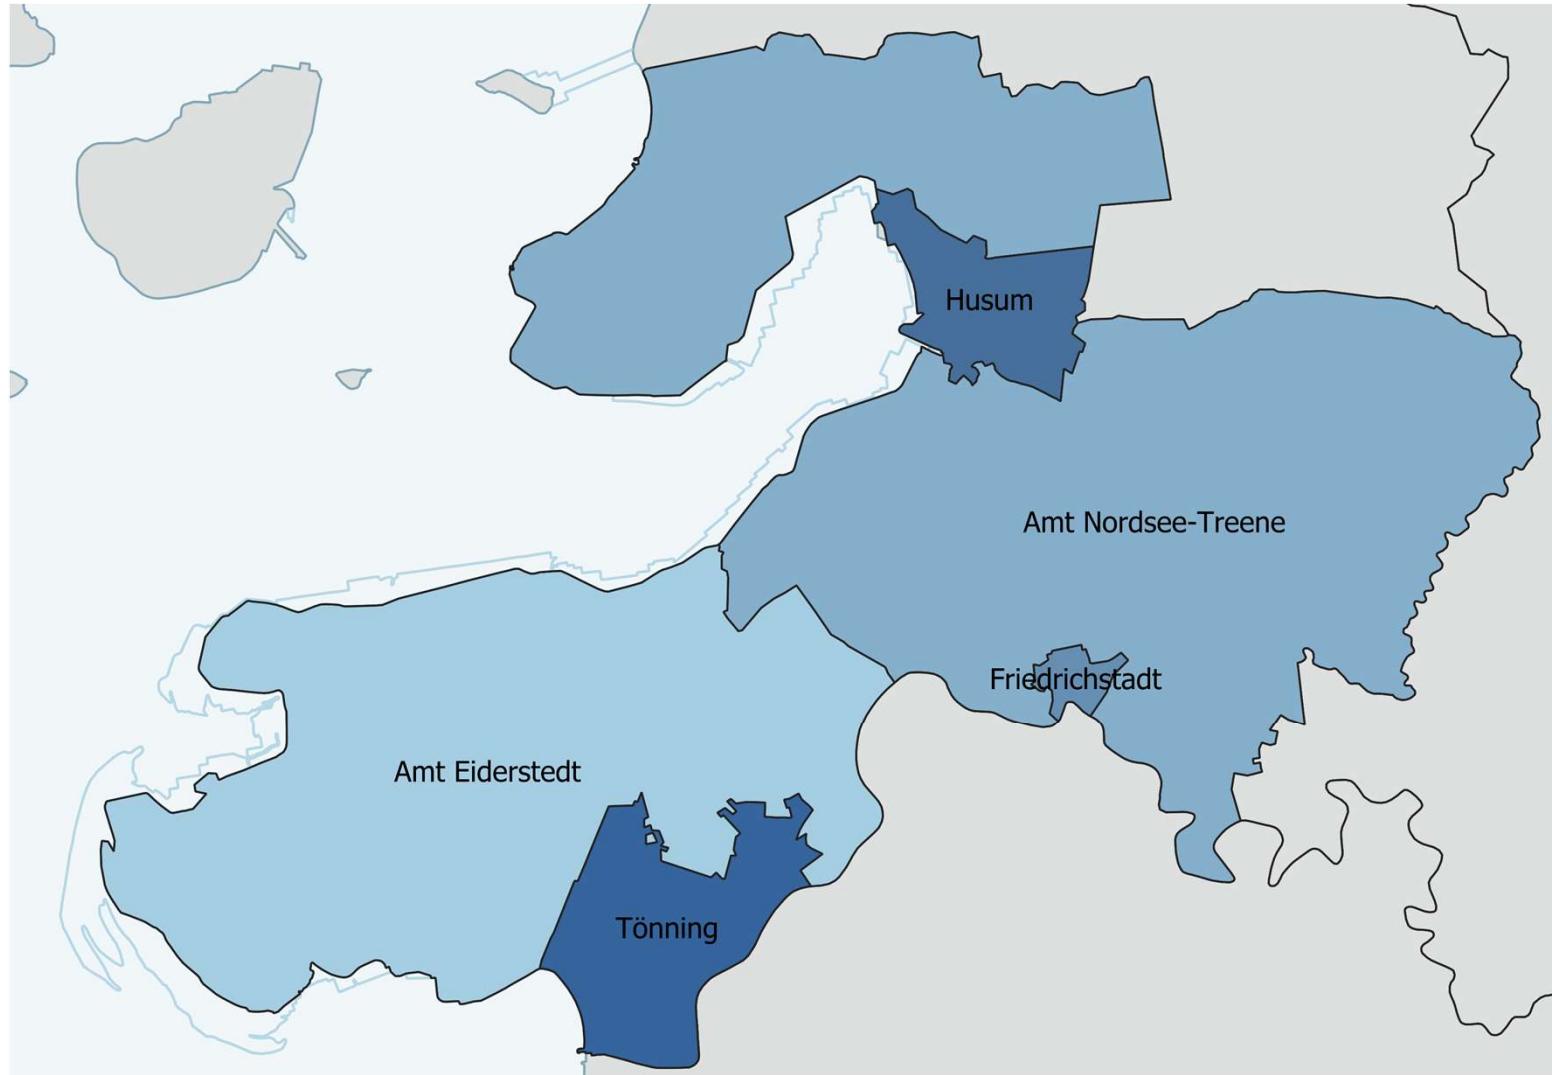 Husum
Amt Nordsee-Treene
Friedrichstadt
Amt Eiderstedt
Tönning